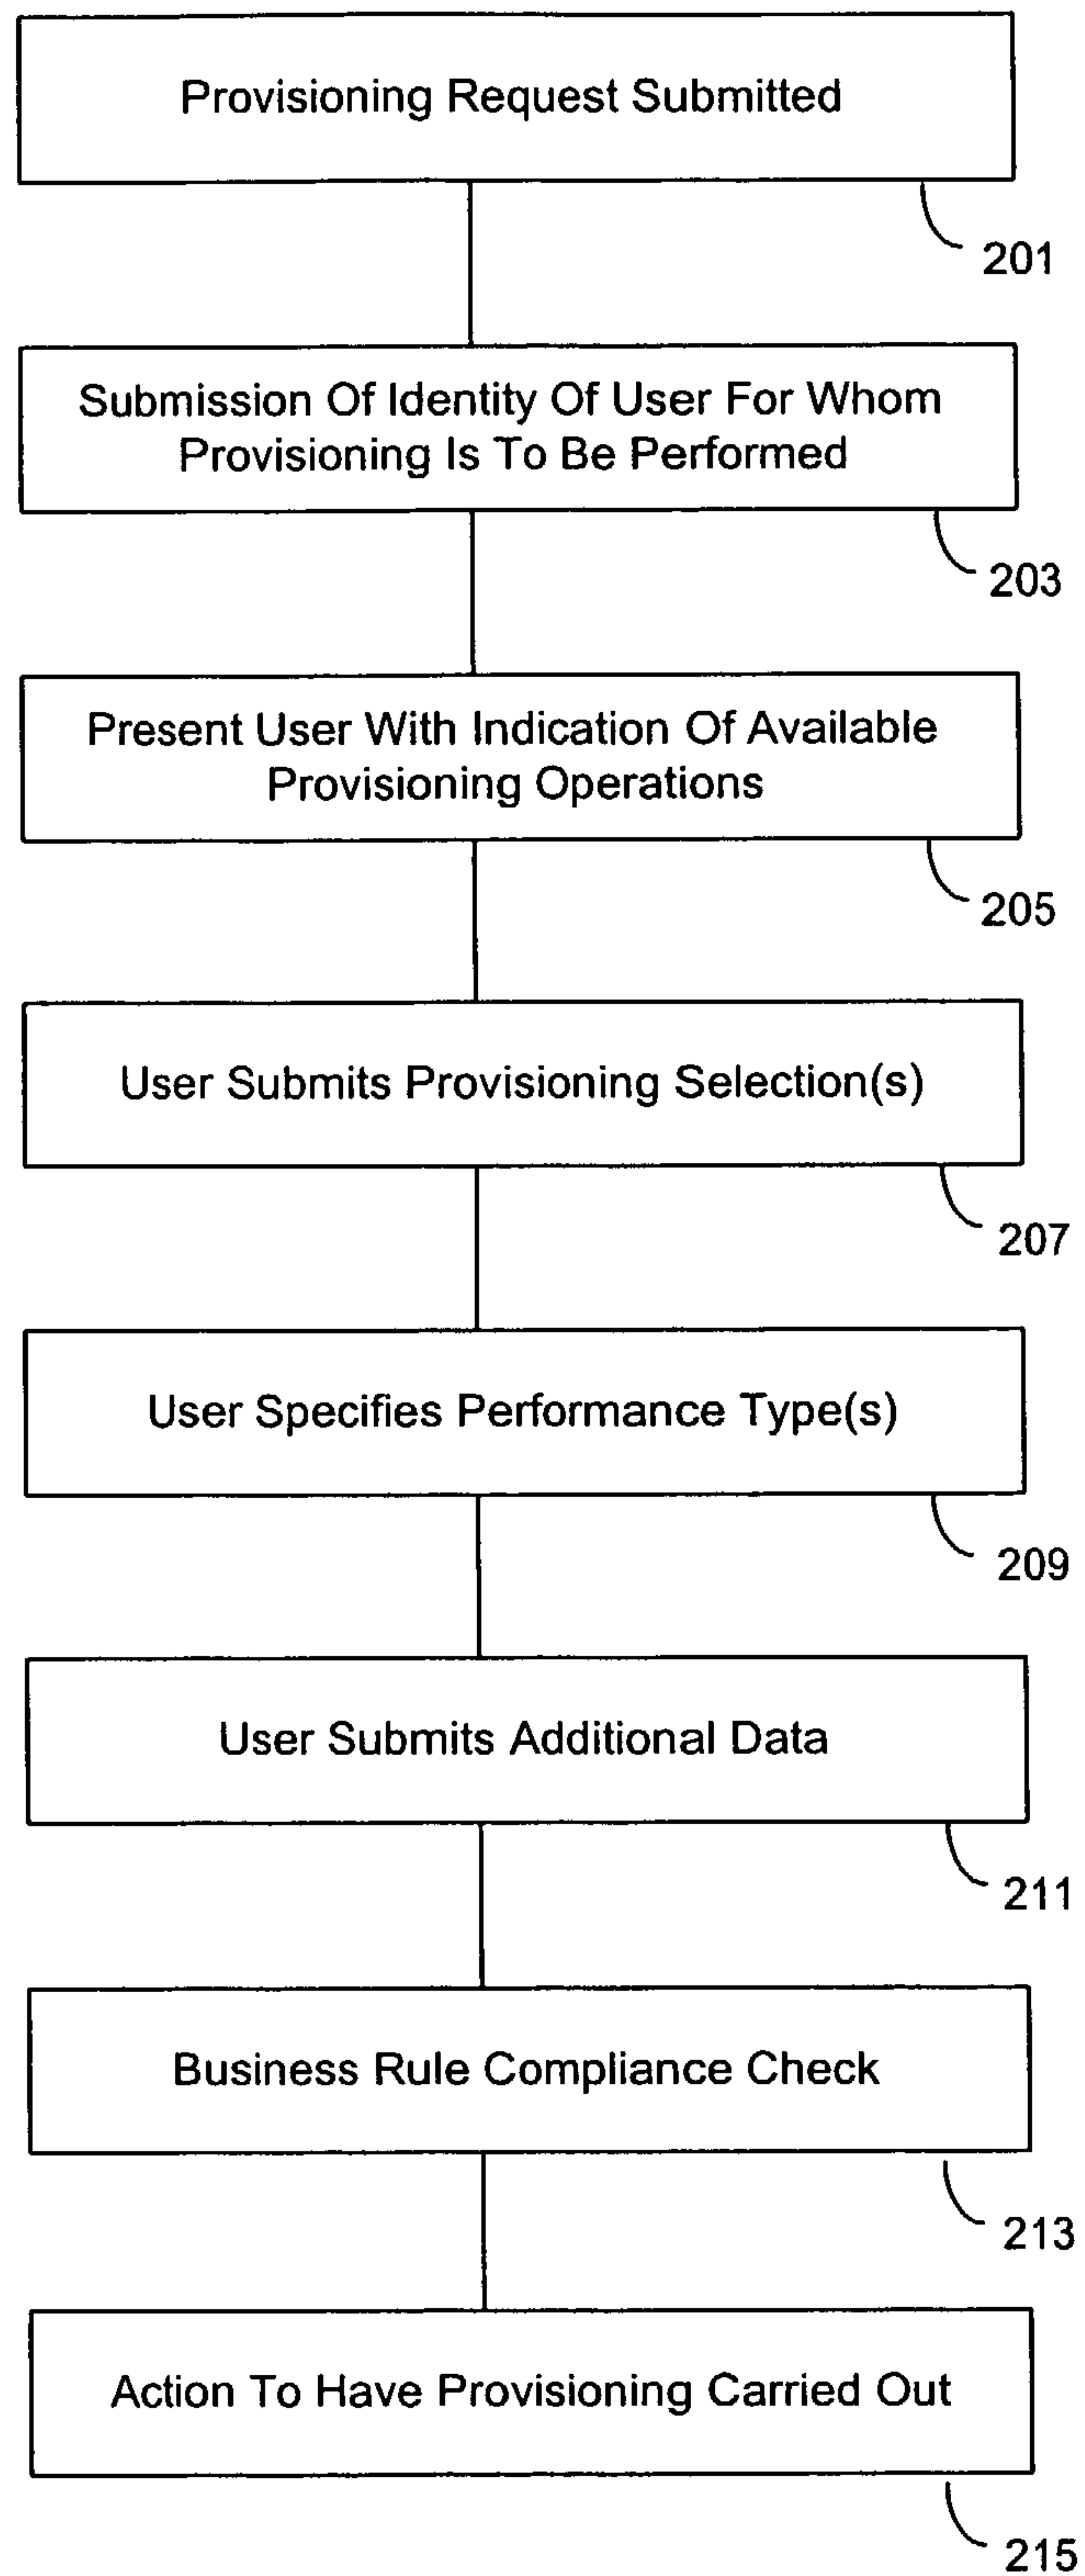 Provisioning Request Submitted
201
Submission Of Identity Of User For Whom
Provisioning Is To Be Performed
203
Present User With Indication Of Available
Provisioning Operations
205
User Submits Provisioning Selection(s)
207
User Specifies Performance Type(s)
209
User Submits Additional Data
211
Business Rule Compliance Check
213
Action To Have Provisioning Carried Out
215